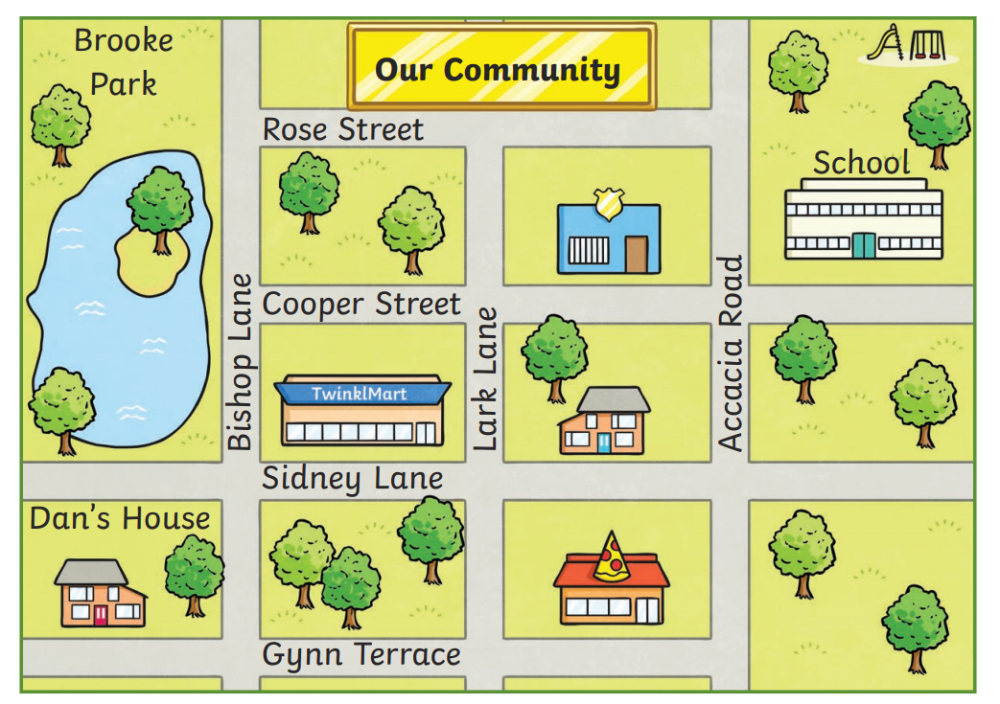 Brooke
Park
Our Community
Rose Street
School
Bishop Lane
Cooper Street
Lark Lane
Accacia Road
TwinklMart
Sidney Lane
Dan's House
Gynn Terrace